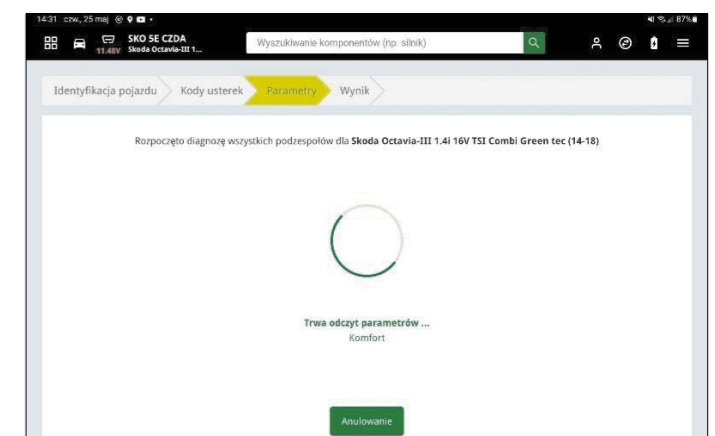 14:31 czw., 25 maj
87%
SKO 5E CZDA
11.48V Skoda Octavia-III 1...
Wyszukiwanie komponentów (np. silnik)
Identyfikacja pojazdu Kody usterek Parametry Wynik
Rozpoczęto diagnozę wszystkich podzespołów dla Skoda Octavia-III 1.4i 16V TSI Combi Green tec (14-18)
Trwa odczyt parametrów ...
Komfort
Anulowanie